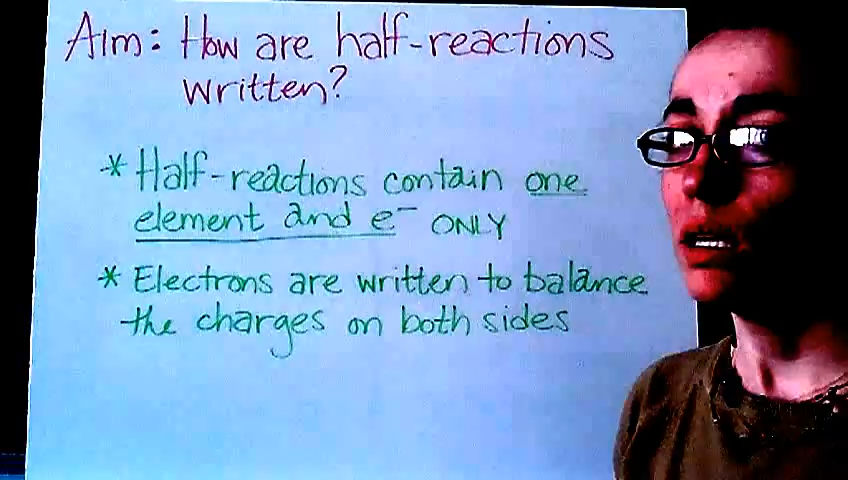 Aim: How are half-reactions
written?
* Half-reactions contain one
element and e⁻ ONLY
* Electrons are written to balance
the charges on both sides